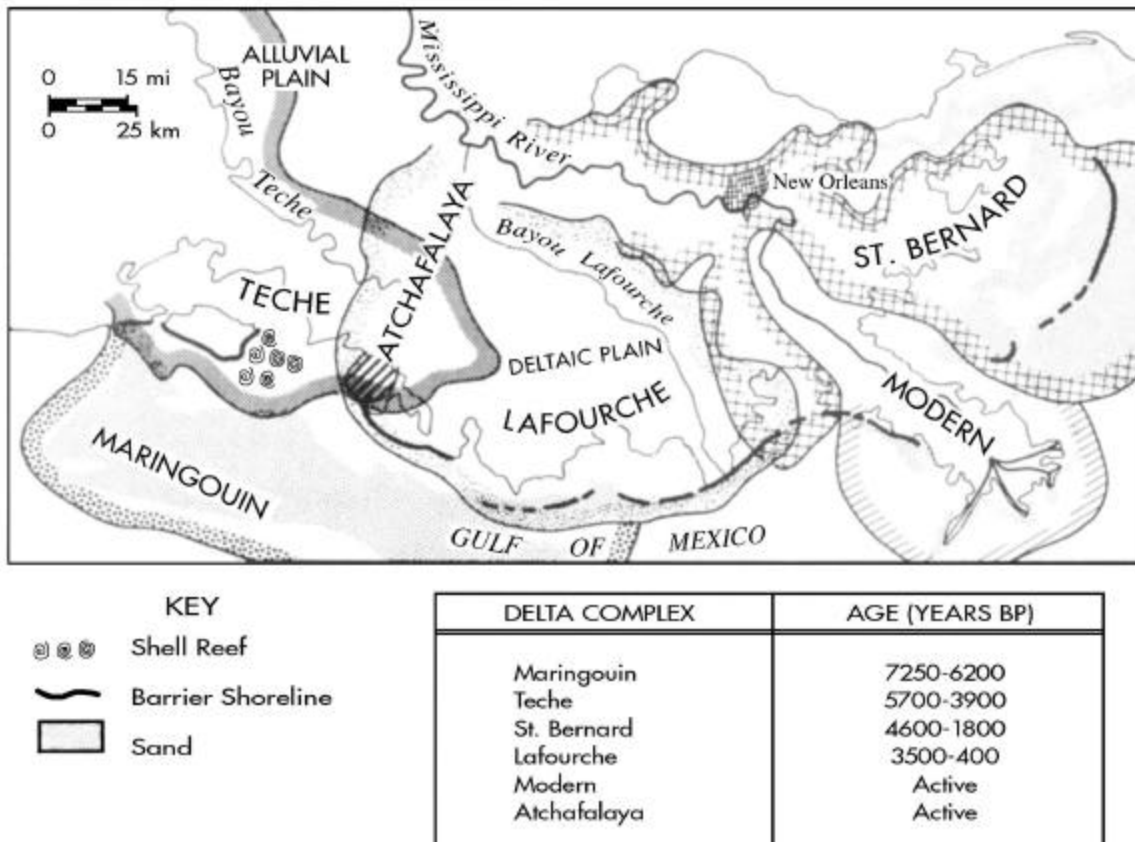 ALLUVIAL
PLAIN
0 15 mi
0 25 km
Bayou
Teche
Mississippi River
New Orleans
ST. BERNARD
ATCHAFALAYA
Bayou Lafourche
TECHE
DELTAIC PLAIN
LAFOURCHE
MODERN
MARINGOUIN
GULF OF MEXICO
KEY
Shell Reef
Barrier Shoreline
Sand
DELTA COMPLEX AGE (YEARS BP)
Maringouin 7250-6200
Teche 5700-3900
St. Bernard 4600-1800
Lafourche 3500-400
Modern Active
Atchafalaya Active